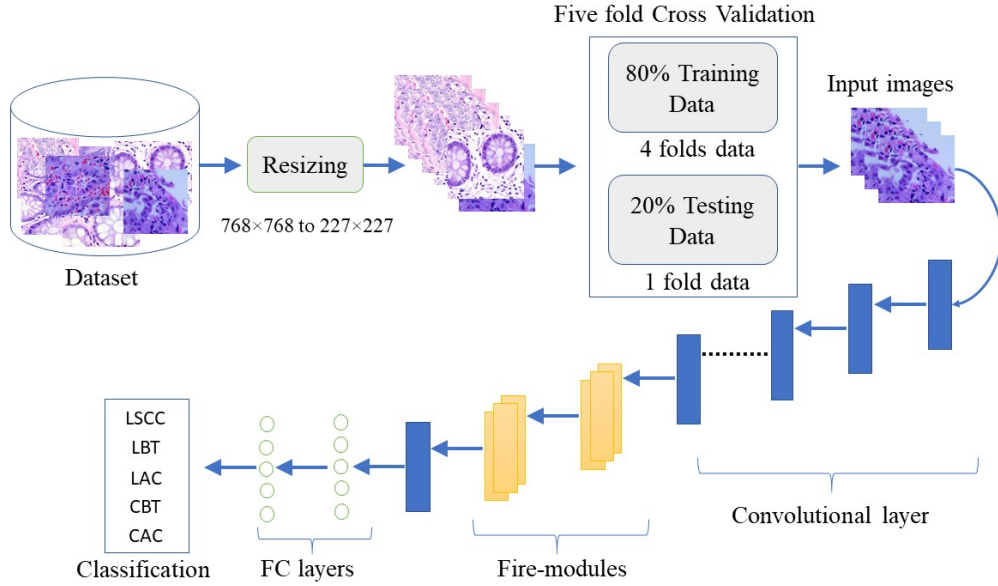 Five fold Cross Validation
80% Training
Data
4 folds data
20% Testing
Data
1 fold data
Input images
Resizing
768×768 to 227×227
Dataset
LSCC
LBT
LAC
CBT
CAC
Classification
FC layers
Fire-modules
Convolutional layer